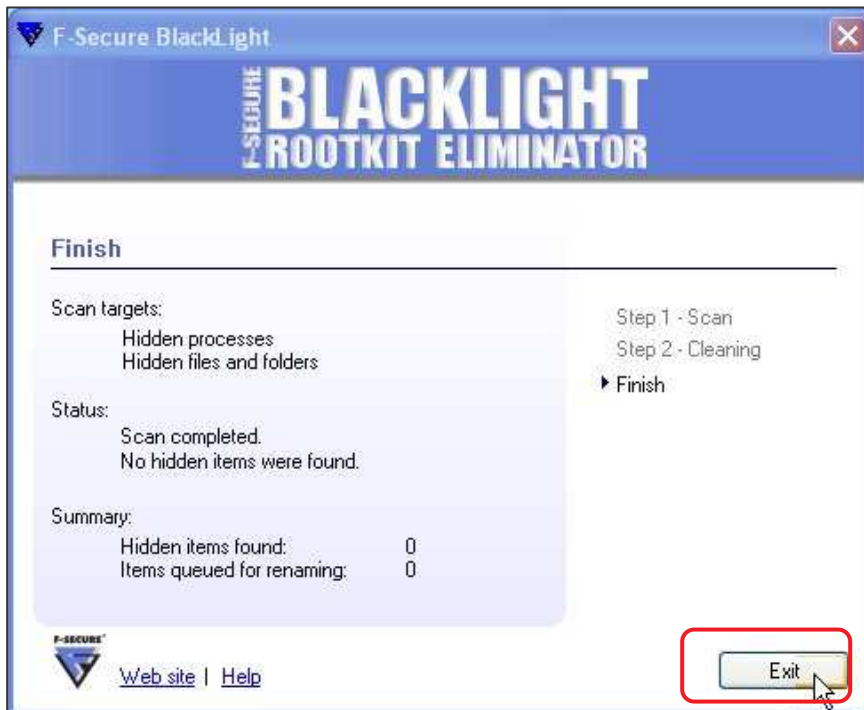 F-Secure BlackLight
F-SECURE
BLACKLIGHT
ROOTKIT ELIMINATOR
Finish
Scan targets:
Hidden processes
Hidden files and folders
Status:
Scan completed.
No hidden items were found.
Summary:
Hidden items found: 0
Items queued for renaming: 0
Step 1 - Scan
Step 2 - Cleaning
Finish
F-SECURE
Web site | Help
Exit